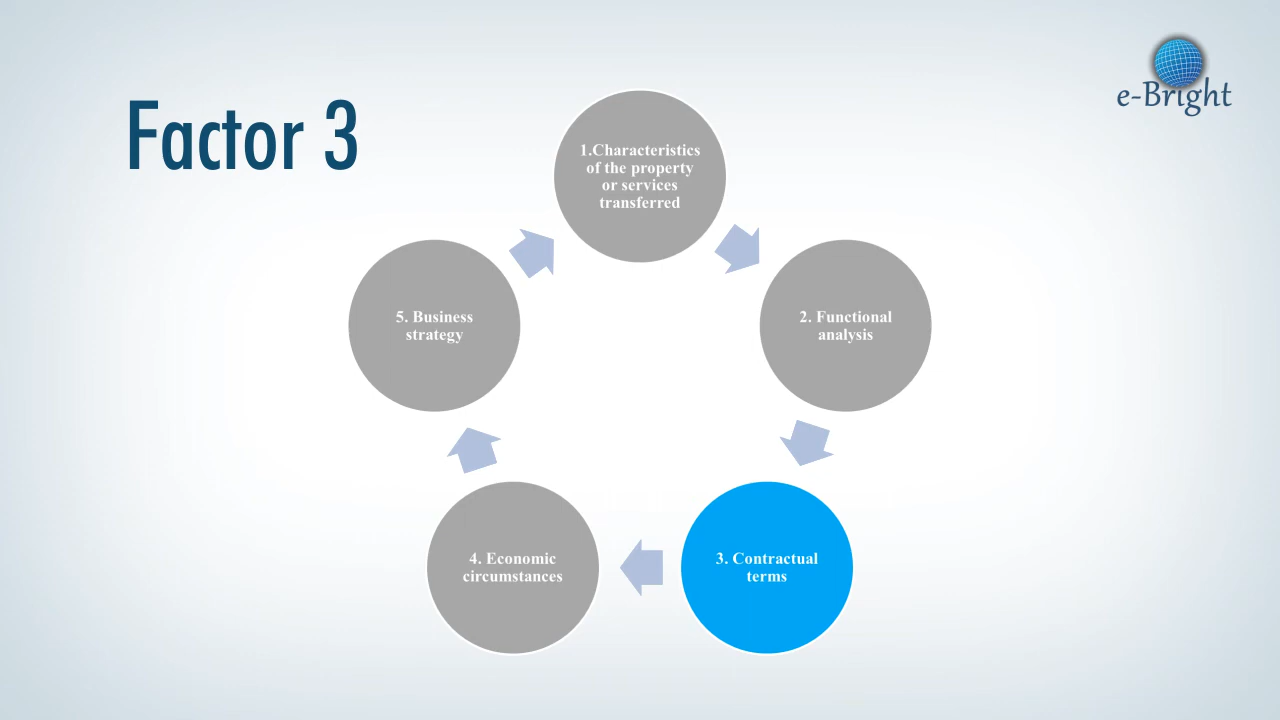 Factor 3
e-Bright
1.Characteristics
of the property
or services
transferred
2. Functional
analysis
3. Contractual
terms
4. Economic
circumstances
5. Business
strategy